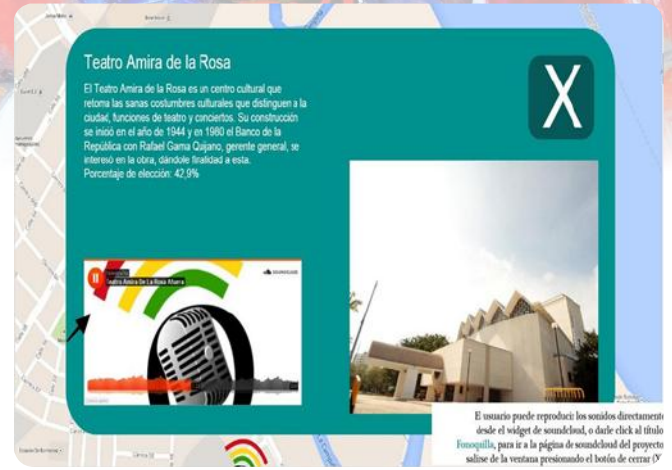 Teatro Amira de la Rosa
X
El Teatro Amira de la Rosa es un centro cultural que
retoma las sanas costumbres culturales que distinguen a la
ciudad, funciones de teatro y conciertos. Su construcción
se inició en el año de 1944 y en 1980 el Banco de la
República con Rafael Gama Quijano, gerente general, se
interesó en la obra, dándole finalidad a esta.
Porcentaje de elección: 42,9%
Teatro Amira De La Rosa Afuera
SOUNDCLOUD
E usuario puede reproducir los sonidos directamente
desde el widget de soundcloud, o darle click al título
Fonoquilla, para ir a la página de soundcloud del proyecto
salirse de la ventana presionando el botón de cerrar (X